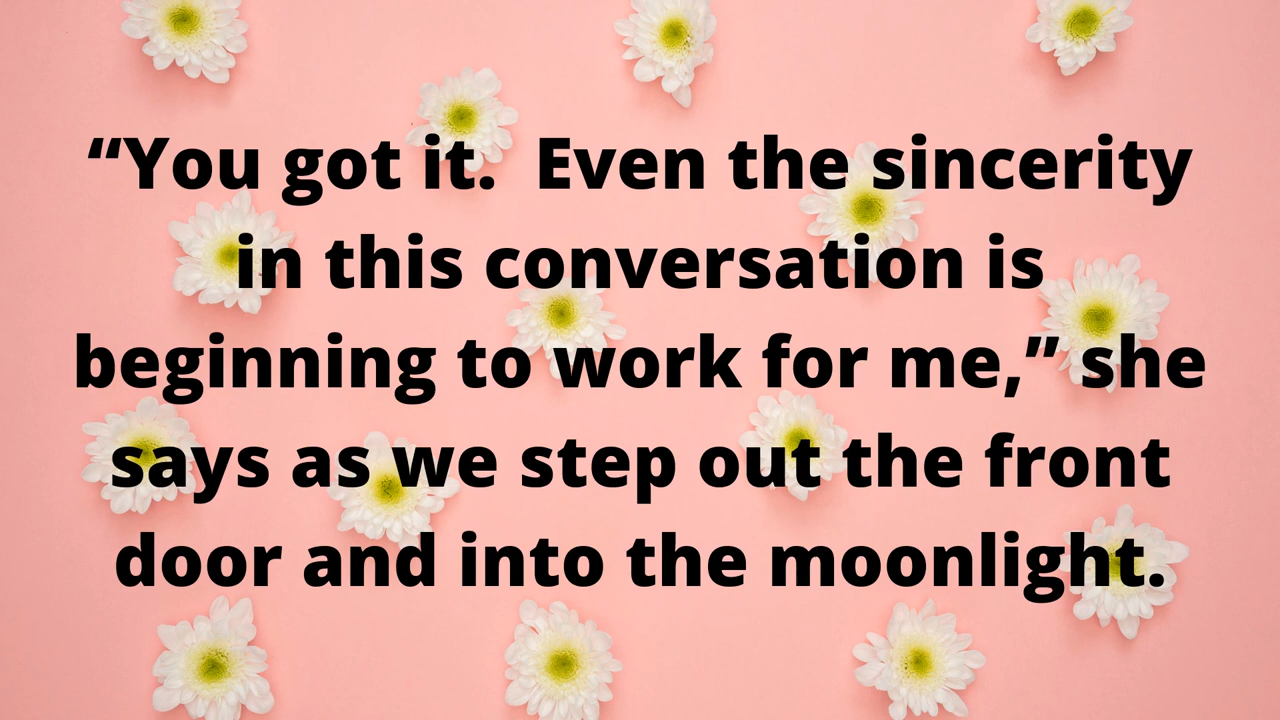 “You got it.  Even the sincerity
in this conversation is
beginning to work for me,” she
says as we step out the front
door and into the moonlight.